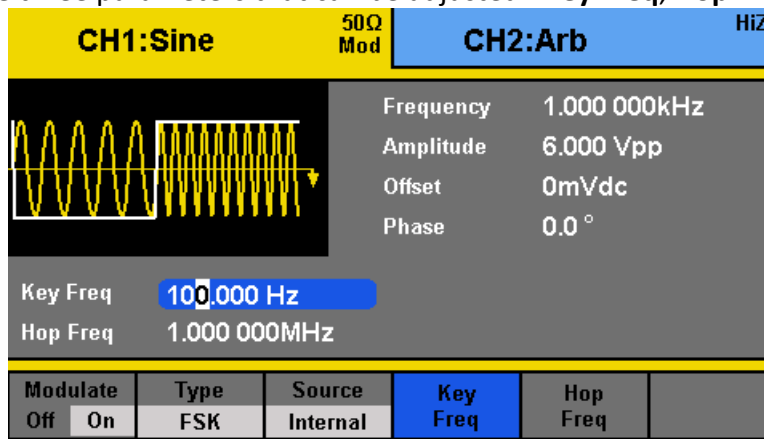 CH1:Sine 50Ω Mod CH2:Arb HiZ
Frequency 1.000 000kHz
Amplitude 6.000 Vpp
Offset 0mVdc
Phase 0.0 °
Key Freq 100.000 Hz
Hop Freq 1.000 000MHz
Modulate Type Source Key Hop
Off On FSK Internal Freq Freq